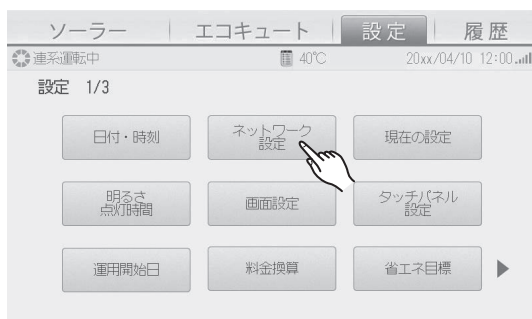 ソーラー エコキュート 設定 履歴
連系運転中 40℃ 20xx/04/10 12:00
設定 1/3
日付・時刻 ネットワーク設定 現在の設定
明るさ点灯時間 画面設定 タッチパネル設定
運用開始日 料金換算 省エネ目標